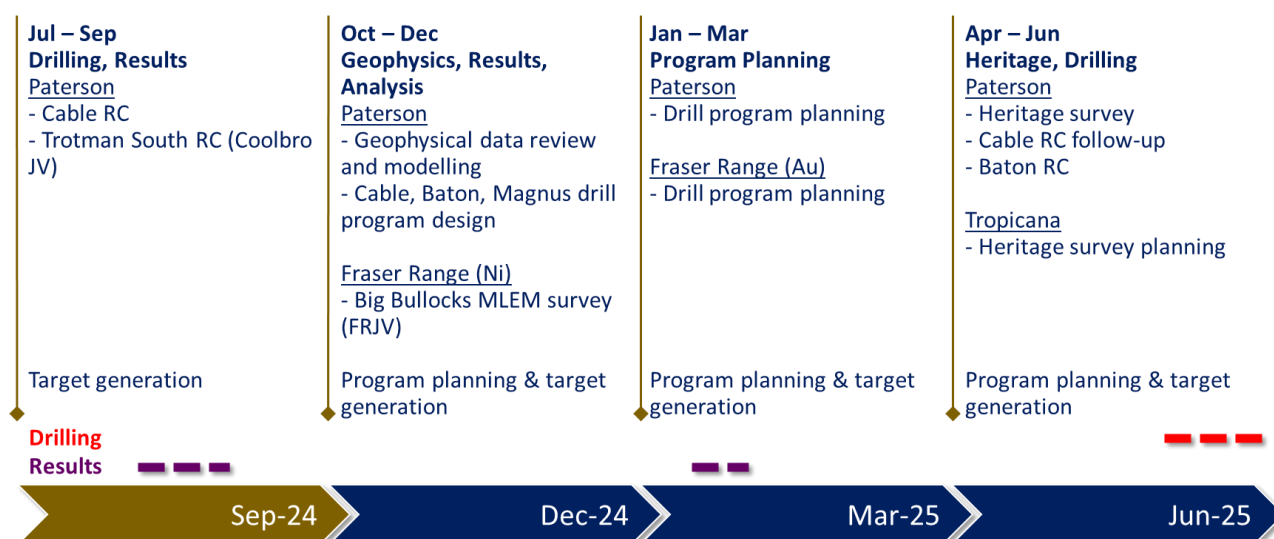 Jul – Sep
Drilling, Results
Paterson
- Cable RC
- Trotman South RC (Coolbro
JV)
Target generation
Oct – Dec
Geophysics, Results,
Analysis
Paterson
- Geophysical data review
and modelling
- Cable, Baton, Magnus drill
program design
Fraser Range (Ni)
- Big Bullocks MLEM survey
(FRJV)
Program planning & target
generation
Jan – Mar
Program Planning
Paterson
- Drill program planning
Fraser Range (Au)
- Drill program planning
Program planning & target
generation
Apr – Jun
Heritage, Drilling
Paterson
- Heritage survey
- Cable RC follow-up
- Baton RC
Tropicana
- Heritage survey planning
Program planning & target
generation
Drilling
Results
Sep-24
Dec-24
Mar-25
Jun-25